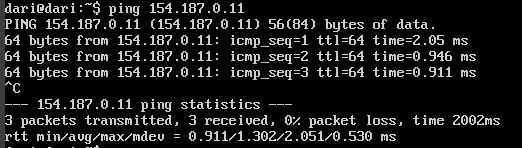 dari@dari:~$ ping 154.187.0.11
PING 154.187.0.11 (154.187.0.11) 56(84) bytes of data.
64 bytes from 154.187.0.11: icmp_seq=1 ttl=64 time=2.05 ms
64 bytes from 154.187.0.11: icmp_seq=2 ttl=64 time=0.946 ms
64 bytes from 154.187.0.11: icmp_seq=3 ttl=64 time=0.911 ms
^C
--- 154.187.0.11 ping statistics ---
3 packets transmitted, 3 received, 0% packet loss, time 2002ms
rtt min/avg/max/mdev = 0.911/1.302/2.051/0.530 ms